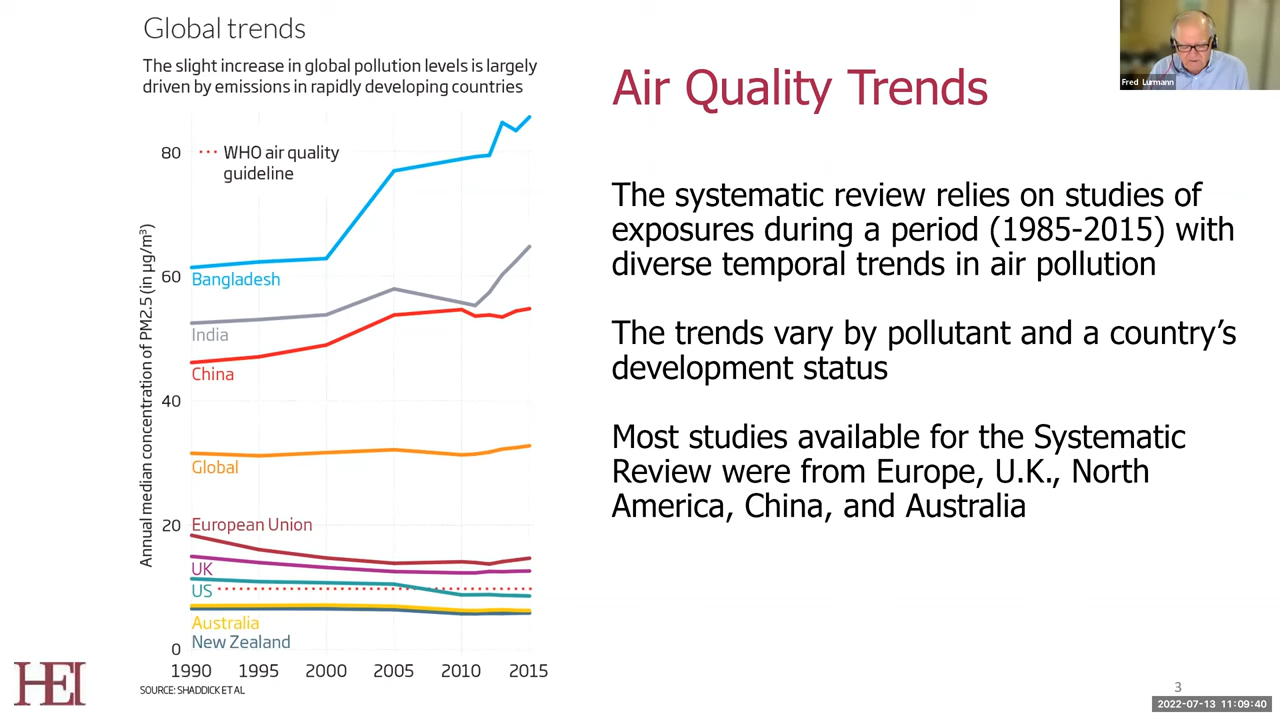 Global trends
The slight increase in global pollution levels is largely
driven by emissions in rapidly developing countries
Annual median concentration of PM2.5 (in µg/m³)
80
60
40
20
0
WHO air quality
guideline
Bangladesh
India
China
Global
European Union
UK
US
Australia
New Zealand
1990 1995 2000 2005 2010 2015
SOURCE: SHADDICK ET AL
HEI
Air Quality Trends
The systematic review relies on studies of
exposures during a period (1985-2015) with
diverse temporal trends in air pollution
The trends vary by pollutant and a country’s
development status
Most studies available for the Systematic
Review were from Europe, U.K., North
America, China, and Australia
Fred Lurmann
3
2022-07-13 11:09:40